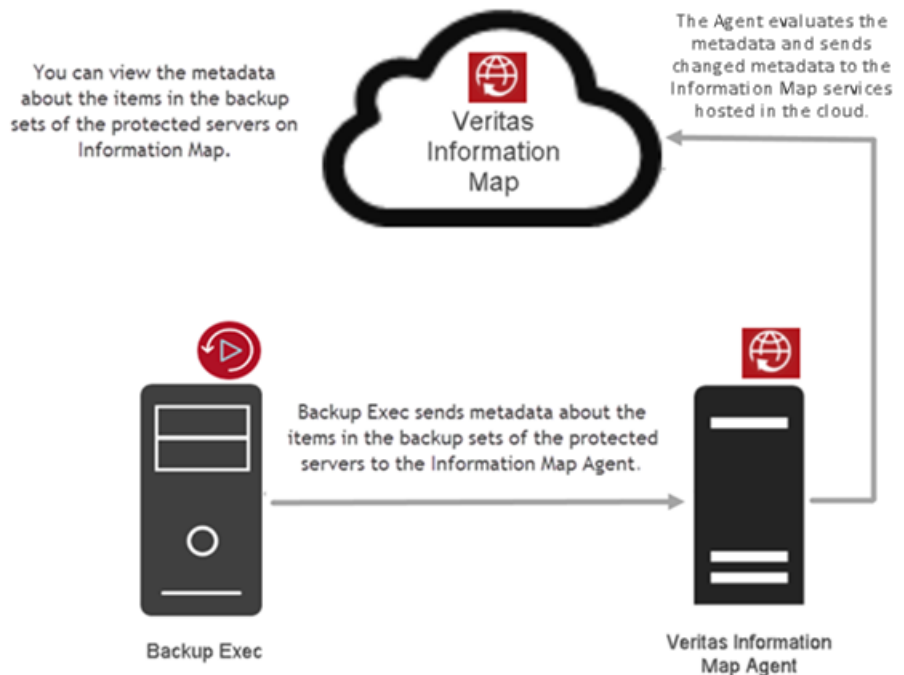 You can view the metadata
about the items in the backup
sets of the protected servers on
Information Map.
Veritas
Information
Map
The Agent evaluates the
metadata and sends
changed metadata to the
Information Map services
hosted in the cloud.
Backup Exec sends metadata about the
items in the backup sets of the protected
servers to the Information Map Agent.
Backup Exec
Veritas Information
Map Agent